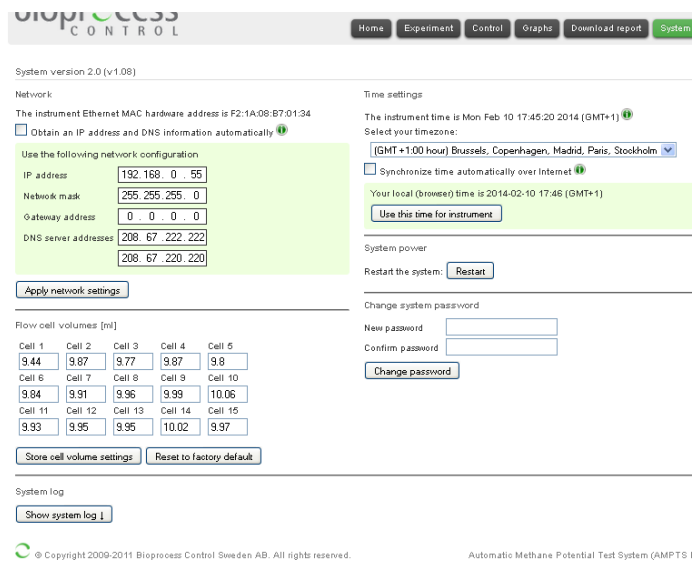 CONTROL
Home Experiment Control Graphs Download report System
System version 2.0 (v1.08)
Network
The instrument Ethernet MAC hardware address is F2:1A:08:B7:01:34
Obtain an IP address and DNS information automatically
Use the following network configuration
IP address 192.168. 0 . 55
Network mask 255.255.255. 0
Gateway address 0 . 0 . 0 . 0
DNS server addresses 208. 67 .222.222
208. 67 .220.220
Apply network settings
Time settings
The instrument time is Mon Feb 10 17:45:20 2014 (GMT+1)
Select your timezone:
(GMT +1:00 hour) Brussels, Copenhagen, Madrid, Paris, Stockholm
Synchronize time automatically over Internet
Your local (browser) time is 2014-02-10 17:46 (GMT+1)
Use this time for instrument
System power
Restart the system: Restart
Change system password
New password
Confirm password
Change password
Flow cell volumes [ml]
Cell 1 Cell 2 Cell 3 Cell 4 Cell 5
9.44 9.87 9.77 9.87 9.8
Cell 6 Cell 7 Cell 8 Cell 9 Cell 10
9.84 9.91 9.96 9.99 10.06
Cell 11 Cell 12 Cell 13 Cell 14 Cell 15
9.93 9.95 9.95 10.02 9.97
Store cell volume settings Reset to factory default
System log
Show system log ↓
© Copyright 2009-2011 Bioprocess Control Sweden AB. All rights reserved.
Automatic Methane Potential Test System (AMPTS